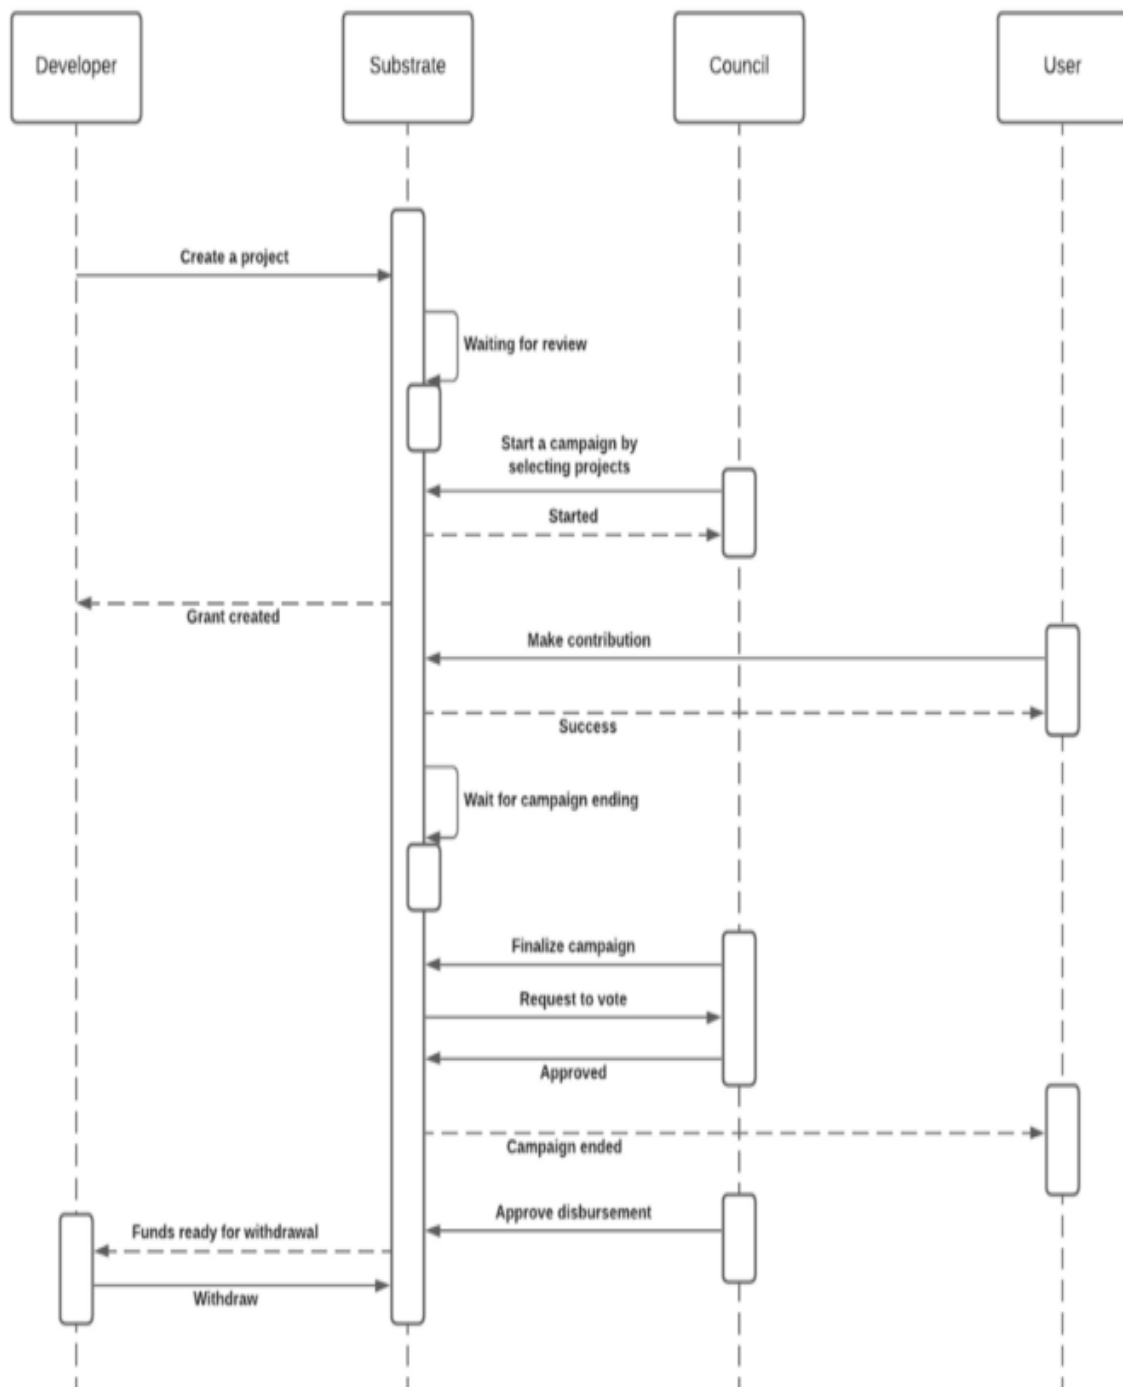 Developer
Substrate
Council
User
Create a project
Waiting for review
Start a campaign by
selecting projects
Started
Grant created
Make contribution
Success
Wait for campaign ending
Finalize campaign
Request to vote
Approved
Campaign ended
Approve disbursement
Funds ready for withdrawal
Withdraw